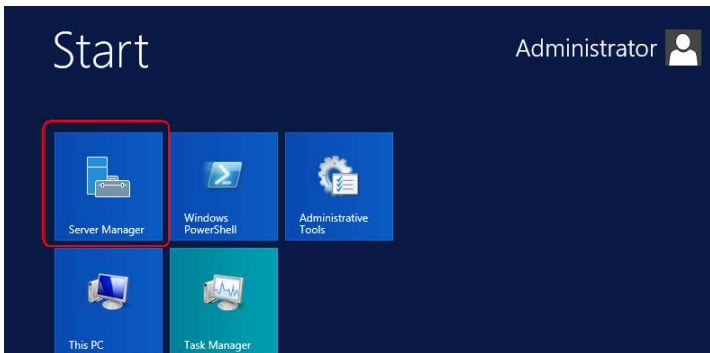 Start
Administrator
Server Manager
Windows
PowerShell
Administrative
Tools
This PC
Task Manager